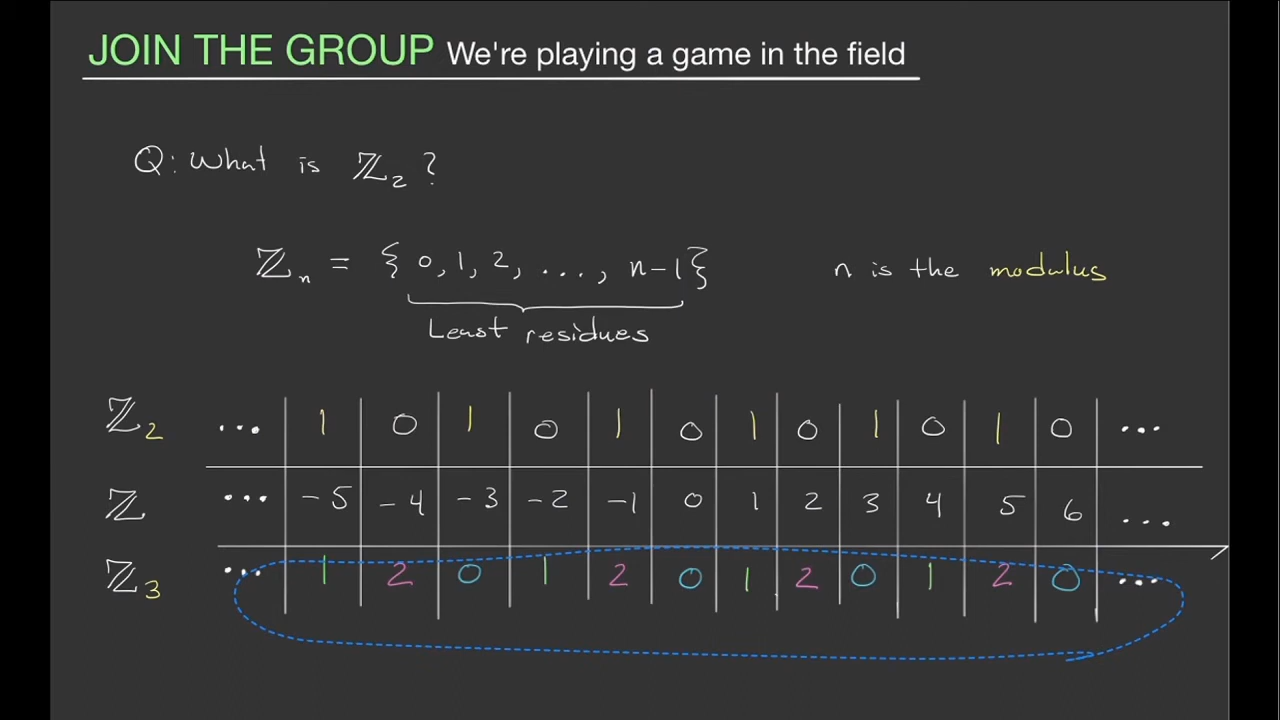 JOIN THE GROUP We're playing a game in the field
Q: What is ℤ₂ ?
ℤₙ = { 0, 1, 2, ..., n-1 } n is the modulus
Least residues
ℤ₂ ... 1 0 1 0 1 0 1 0 1 0 1 0 ...
ℤ ... -5 -4 -3 -2 -1 0 1 2 3 4 5 6 ...
ℤ₃ ... 1 2 0 1 2 0 1 2 0 1 2 0 ...